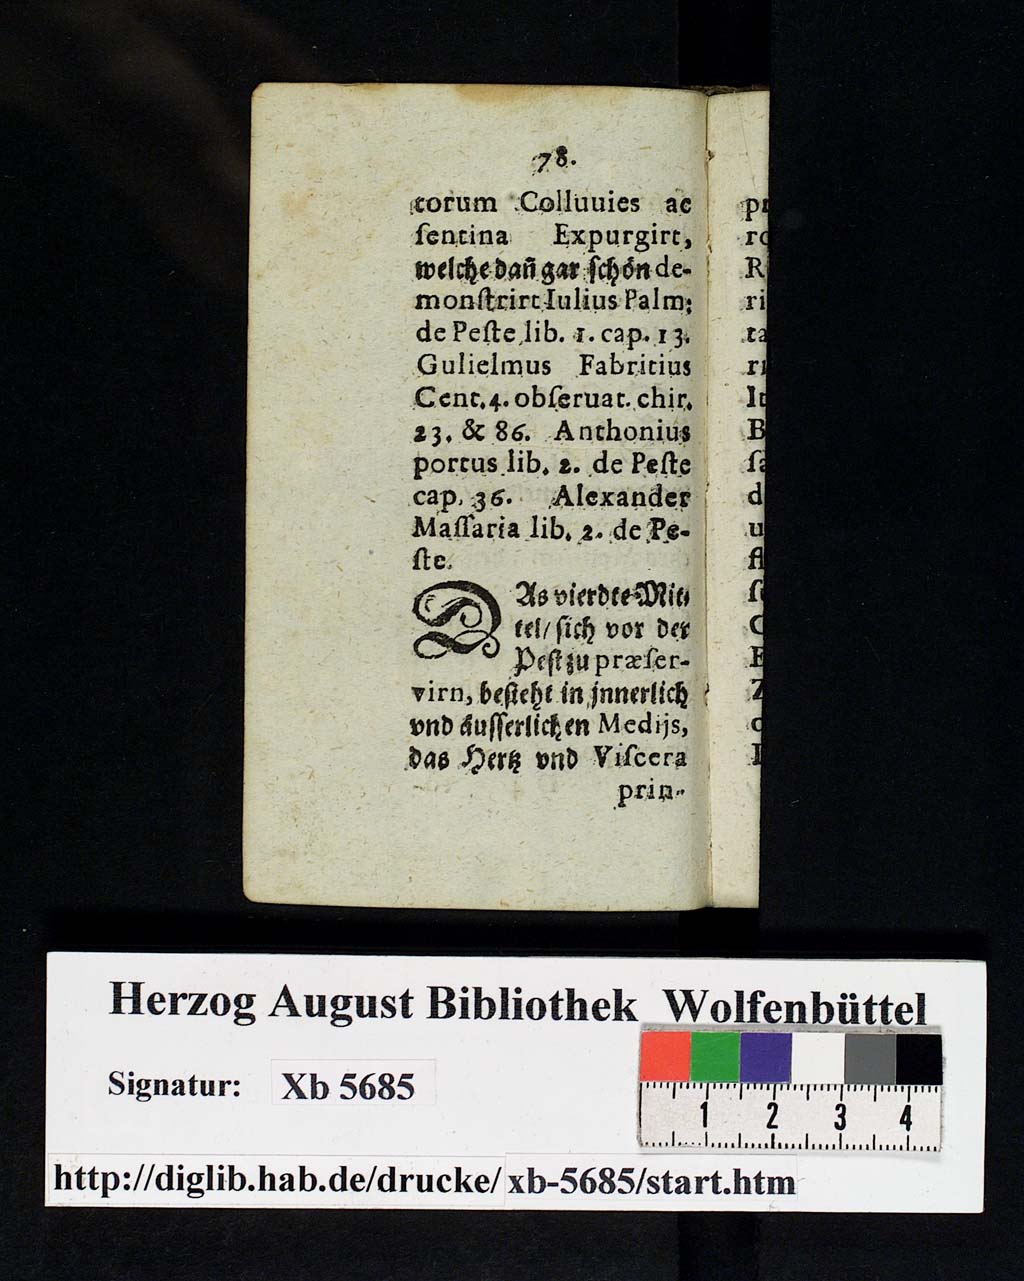 78.
torum Colluuies ac
ſentina Expurgirt,
welche dañ gar ſchön de-
monſtrirt Iulius Palm:
de Peſte lib. 1. cap. 13.
Gulielmus Fabritius
Cent. 4. obſeruat. chir.
23. & 86. Anthonius
portus lib. 2. de Peſte
cap. 36. Alexander
Maſſaria lib. 2. de Pe-
ſte.
DAs vierdte Mit-
tel/ ſich vor der
Peſt zu præſer-
virn, beſteht in jnnerlich
vnd äuſſerlichen Medijs,
das Hertz vnd Viſcera
prin-
Herzog August Bibliothek Wolfenbüttel
Signatur: Xb 5685
1 2 3 4
http://diglib.hab.de/drucke/xb-5685/start.htm